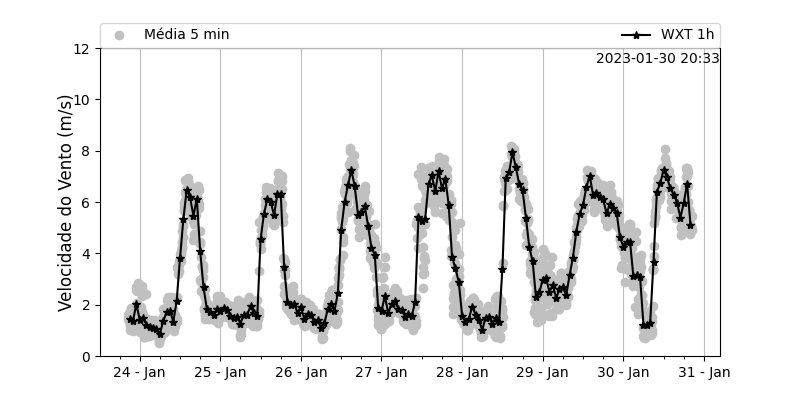 Média 5 min
WXT 1h
2023-01-30 20:33
Velocidade do Vento (m/s)
12
10
8
6
4
2
0
24 - Jan
25 - Jan
26 - Jan
27 - Jan
28 - Jan
29 - Jan
30 - Jan
31 - Jan